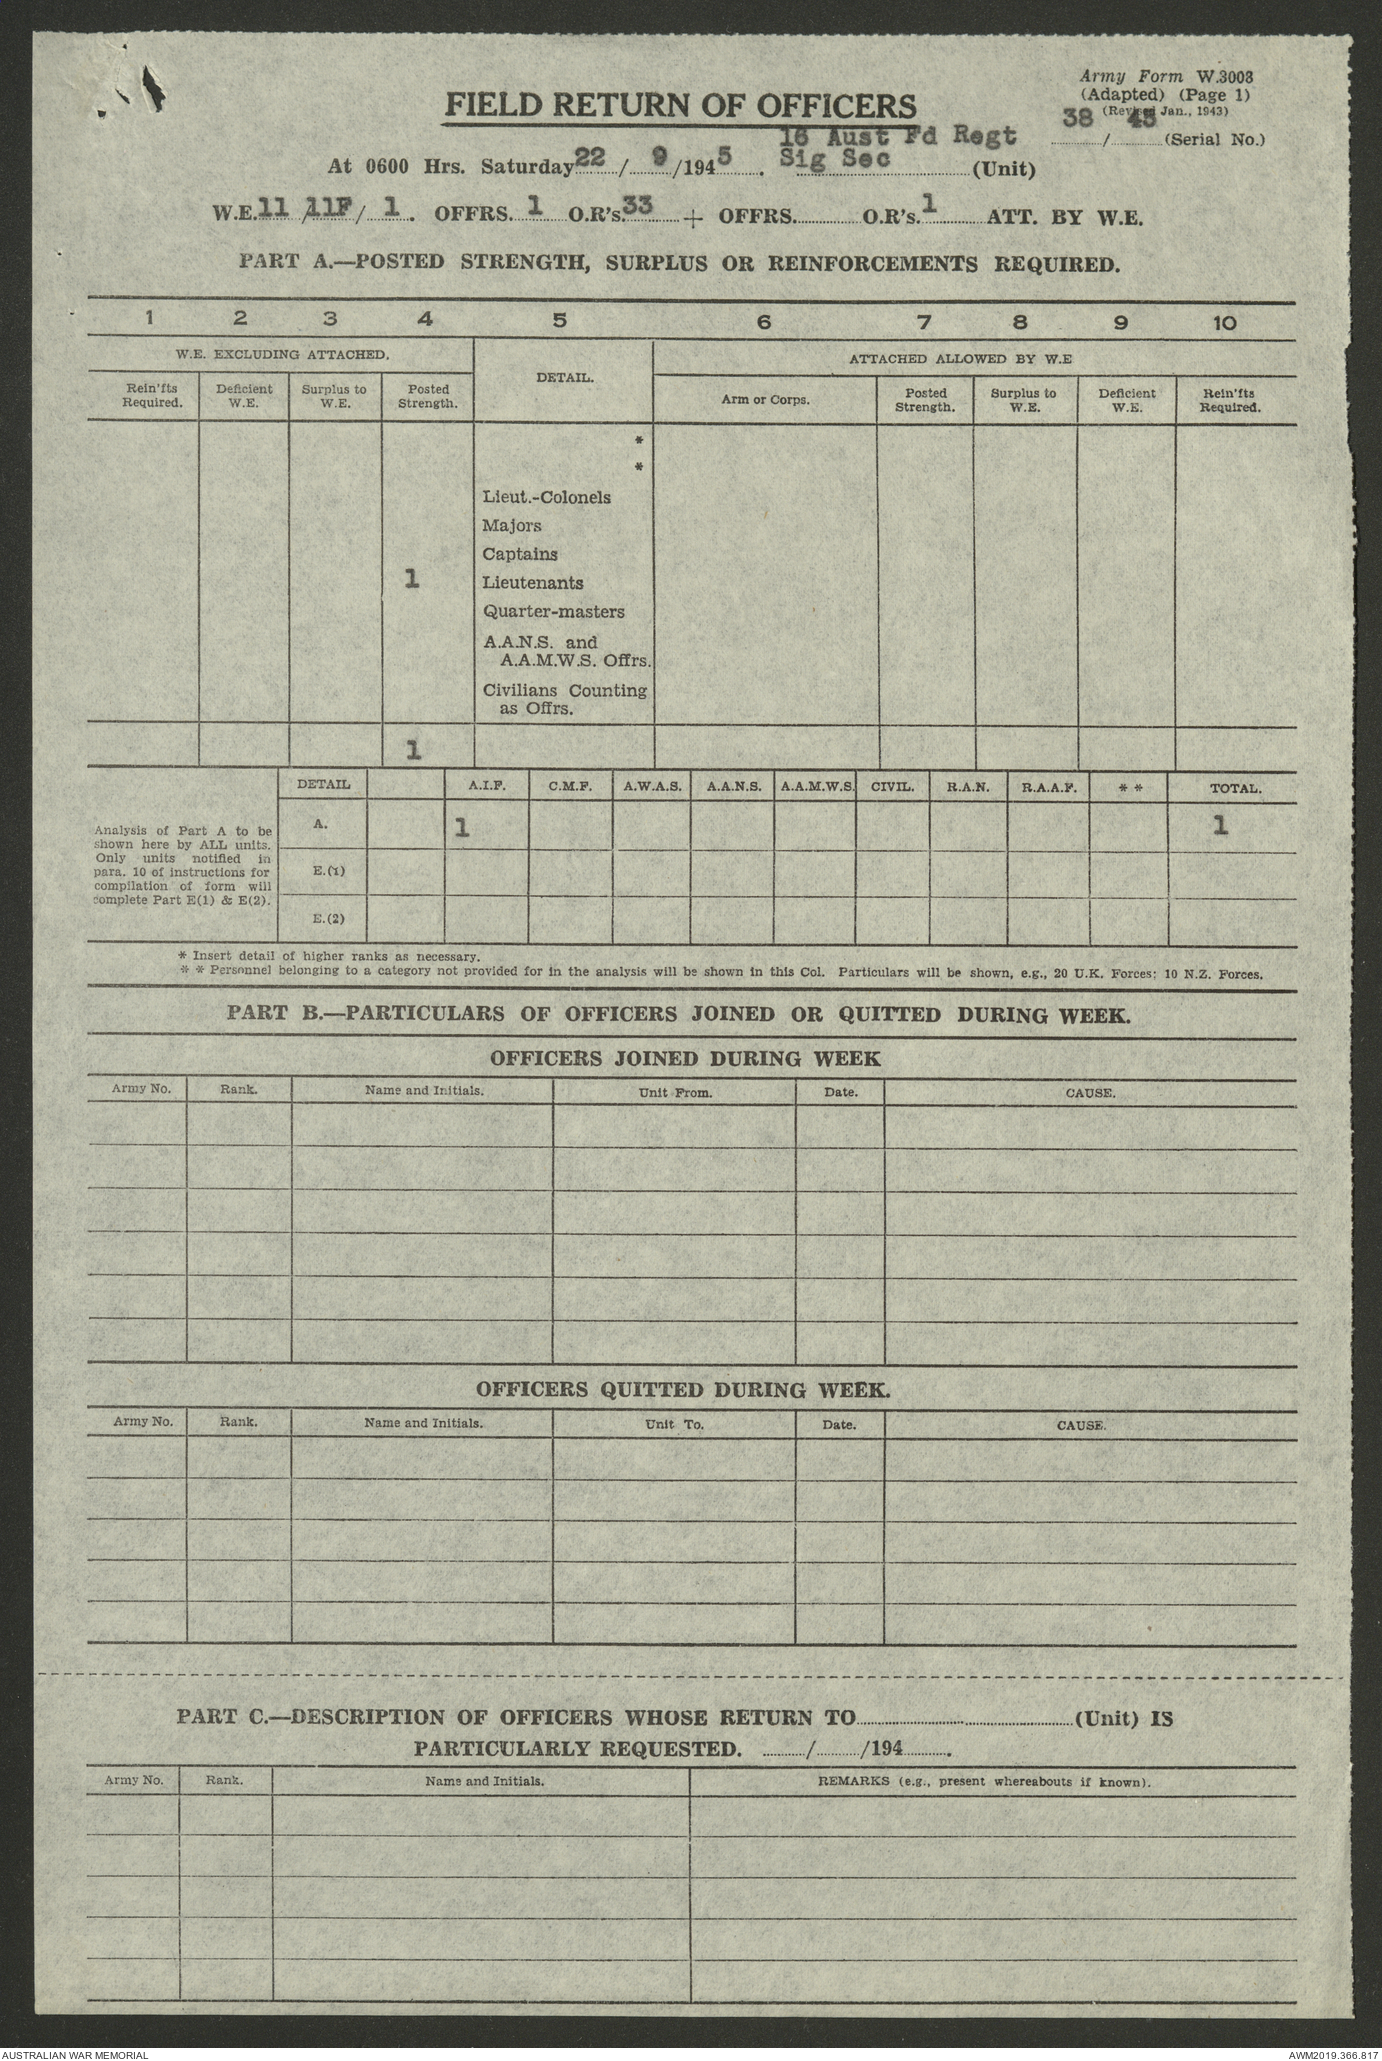 Army Form W.3003
(Adapted) (Page 1)
(Revised Jan., 1943)
38 / 45 (Serial No.)
FIELD RETURN OF OFFICERS
16 Aust Fd Regt
At 0600 Hrs. Saturday 22 / 9 /1945. Sig Sec (Unit)
W.E. 11 /11F/ 1. OFFRS. 1 O.R's. 33 + OFFRS. O.R's. 1 ATT. BY W.E.
PART A.—POSTED STRENGTH, SURPLUS OR REINFORCEMENTS REQUIRED.
1 2 3 4 5 6 7 8 9 10
W.E. EXCLUDING ATTACHED. DETAIL. ATTACHED ALLOWED BY W.E
Rein'fts Required. Deficient W.E. Surplus to W.E. Posted Strength. Arm or Corps. Posted Strength. Surplus to W.E. Deficient W.E. Rein'fts Required.
*
*
Lieut.-Colonels
Majors
Captains
1 Lieutenants
Quarter-masters
A.A.N.S. and
A.A.M.W.S. Offrs.
Civilians Counting
as Offrs.
1
DETAIL A.I.F. C.M.F. A.W.A.S. A.A.N.S. A.A.M.W.S. CIVIL. R.A.N. R.A.A.F. * * TOTAL.
Analysis of Part A to be
shown here by ALL units.
Only units notified in
para. 10 of instructions for
compilation of form will
complete Part E(1) & E(2).
A. 1 1
E.(1)
E.(2)
* Insert detail of higher ranks as necessary.
* * Personnel belonging to a category not provided for in the analysis will be shown in this Col. Particulars will be shown, e.g., 20 U.K. Forces; 10 N.Z. Forces.
PART B.—PARTICULARS OF OFFICERS JOINED OR QUITTED DURING WEEK.
OFFICERS JOINED DURING WEEK
Army No. Rank. Name and Initials. Unit From. Date. CAUSE.
OFFICERS QUITTED DURING WEEK.
Army No. Rank. Name and Initials. Unit To. Date. CAUSE.
PART C.—DESCRIPTION OF OFFICERS WHOSE RETURN TO (Unit) IS
PARTICULARLY REQUESTED. / /194 .
Army No. Rank. Name and Initials. REMARKS (e.g., present whereabouts if known).
AUSTRALIAN WAR MEMORIAL AWM2019.366.817